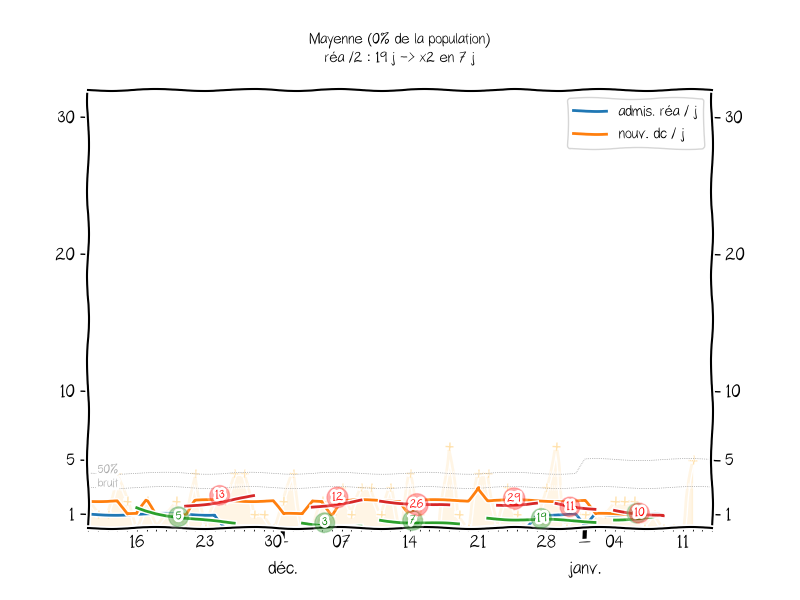 Mayenne (0% de la population)
réa /2 : 19 j -> x2 en 7 j
admis. réa / j
nouv. dc / j
30 30
20 20
10 10
5 5
1 1
50%
bruit
13 12 26 29 11 10
5 3 7 19
16 23 30 07 14 21 28 04 11
déc. janv.